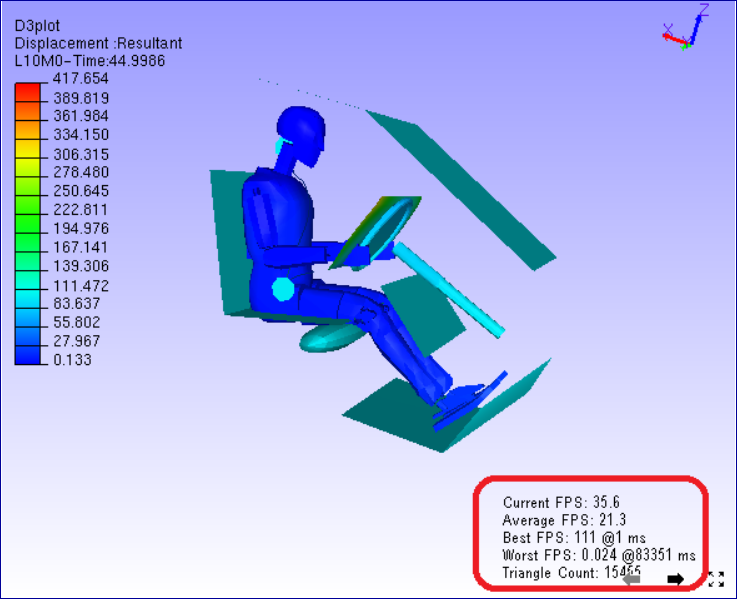 D3plot
Displacement :Resultant
L10M0-Time:44.9986
417.654
389.819
361.984
334.150
306.315
278.480
250.645
222.811
194.976
167.141
139.306
111.472
83.637
55.802
27.967
0.133
Z
X
Current FPS: 35.6
Average FPS: 21.3
Best FPS: 111 @1 ms
Worst FPS: 0.024 @83351 ms
Triangle Count: 15455